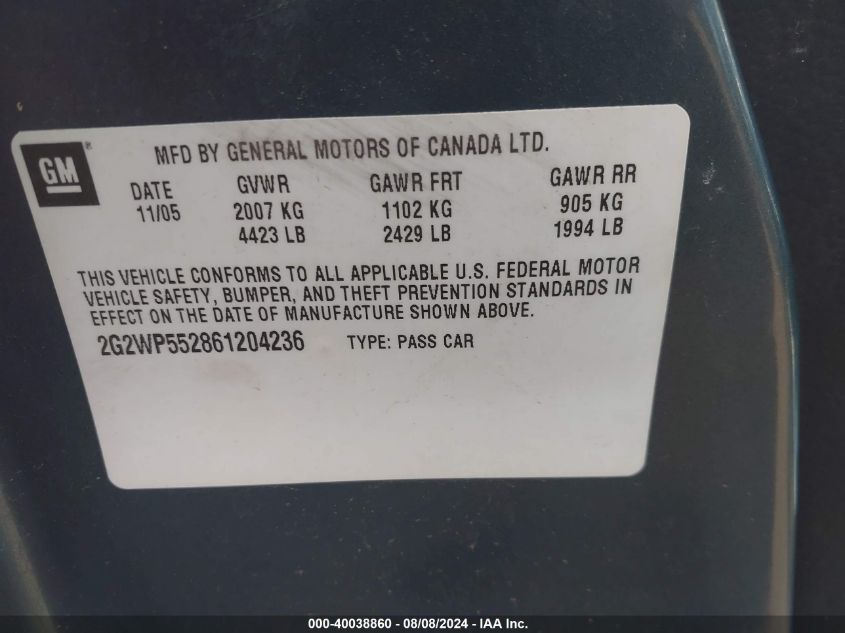 GM ®
MFD BY GENERAL MOTORS OF CANADA LTD.
DATE GVWR GAWR FRT GAWR RR
11/05 2007 KG 1102 KG 905 KG
4423 LB 2429 LB 1994 LB
THIS VEHICLE CONFORMS TO ALL APPLICABLE U.S. FEDERAL MOTOR
VEHICLE SAFETY, BUMPER, AND THEFT PREVENTION STANDARDS IN
EFFECT ON THE DATE OF MANUFACTURE SHOWN ABOVE.
2G2WP552861204236 TYPE: PASS CAR
000-40038860 - 08/08/2024 - IAA Inc.